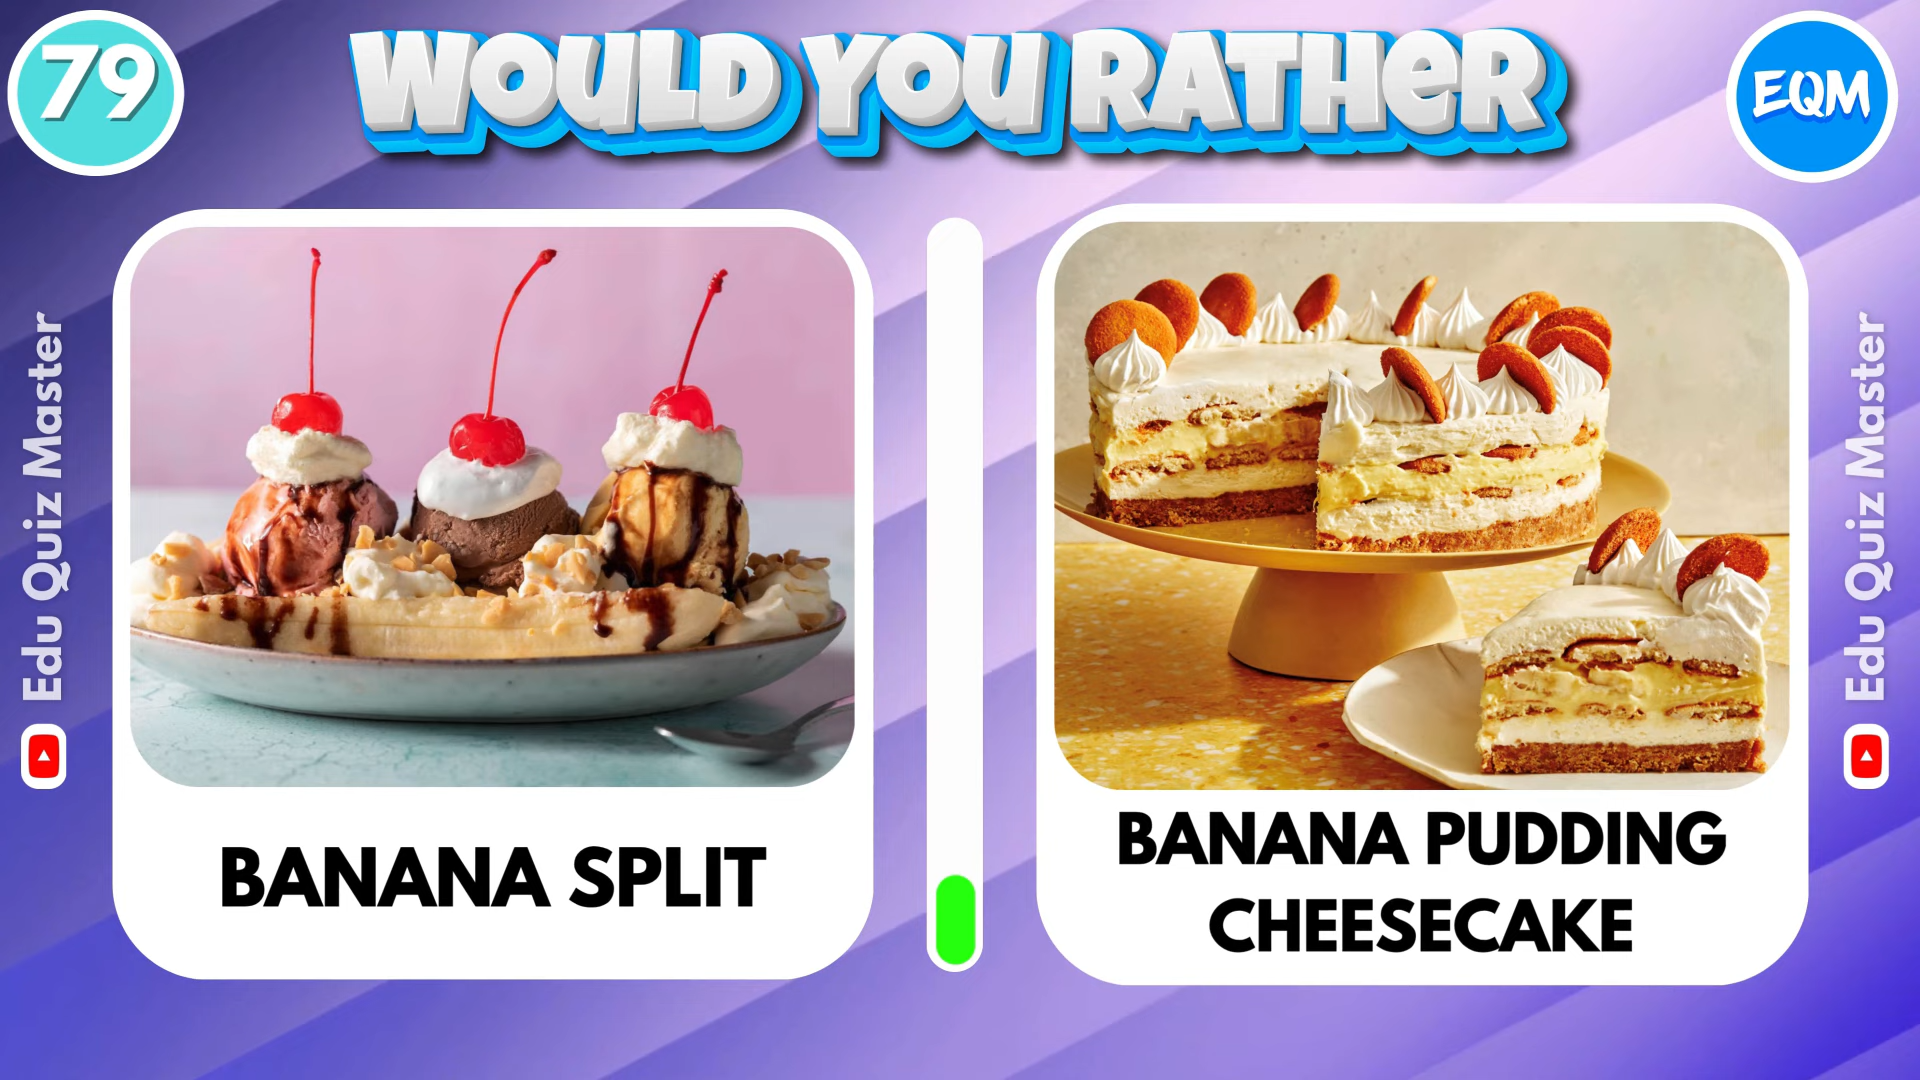 79
WOULD YOU RATHER
EQM
Edu Quiz Master
BANANA SPLIT
BANANA PUDDING
CHEESECAKE
Edu Quiz Master